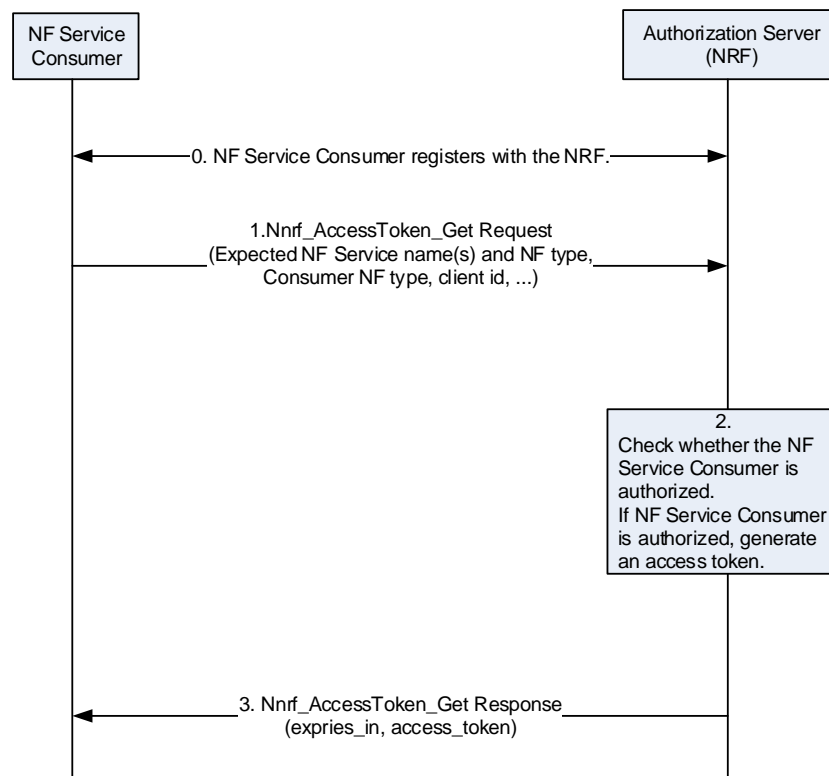 NF Service
Consumer
Authorization Server
(NRF)
0. NF Service Consumer registers with the NRF.
1.Nnrf_AccessToken_Get Request
(Expected NF Service name(s) and NF type,
Consumer NF type, client id, ...)
2.
Check whether the NF
Service Consumer is
authorized.
If NF Service Consumer
is authorized, generate
an access token.
3. Nnrf_AccessToken_Get Response
(expries_in, access_token)